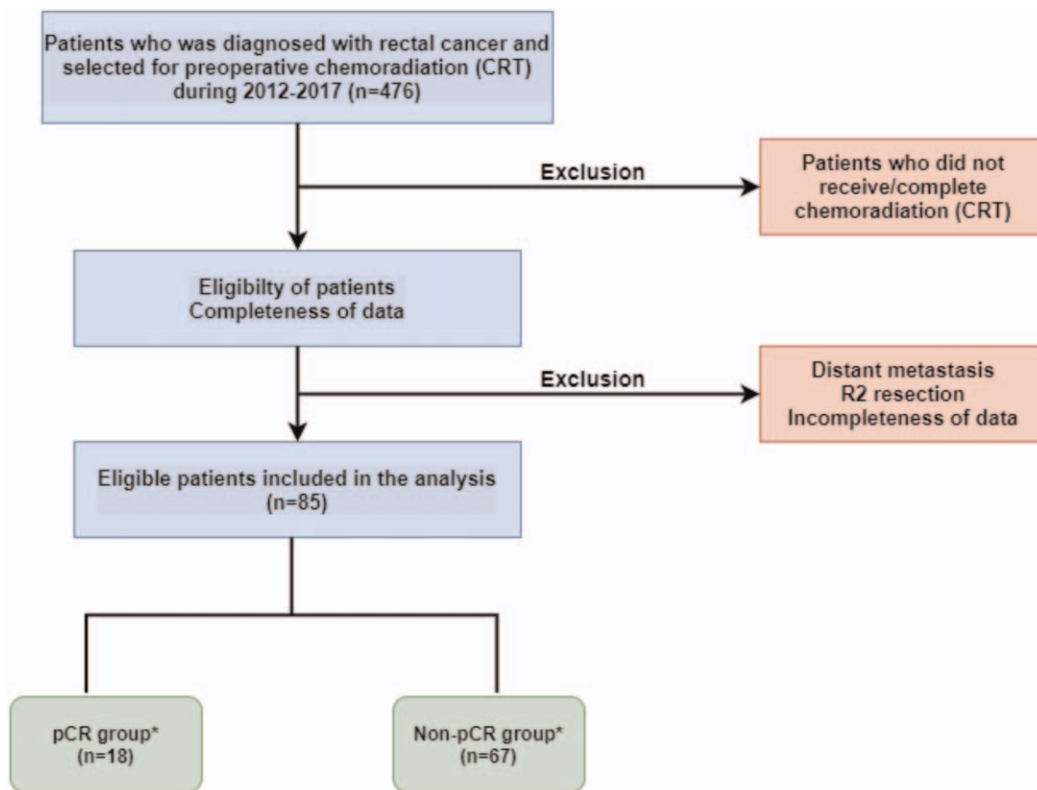 Patients who was diagnosed with rectal cancer and
selected for preoperative chemoradiation (CRT)
during 2012-2017 (n=476)
Exclusion
Patients who did not
receive/complete
chemoradiation (CRT)
Eligibilty of patients
Completeness of data
Exclusion
Distant metastasis
R2 resection
Incompleteness of data
Eligible patients included in the analysis
(n=85)
pCR group*
(n=18)
Non-pCR group*
(n=67)